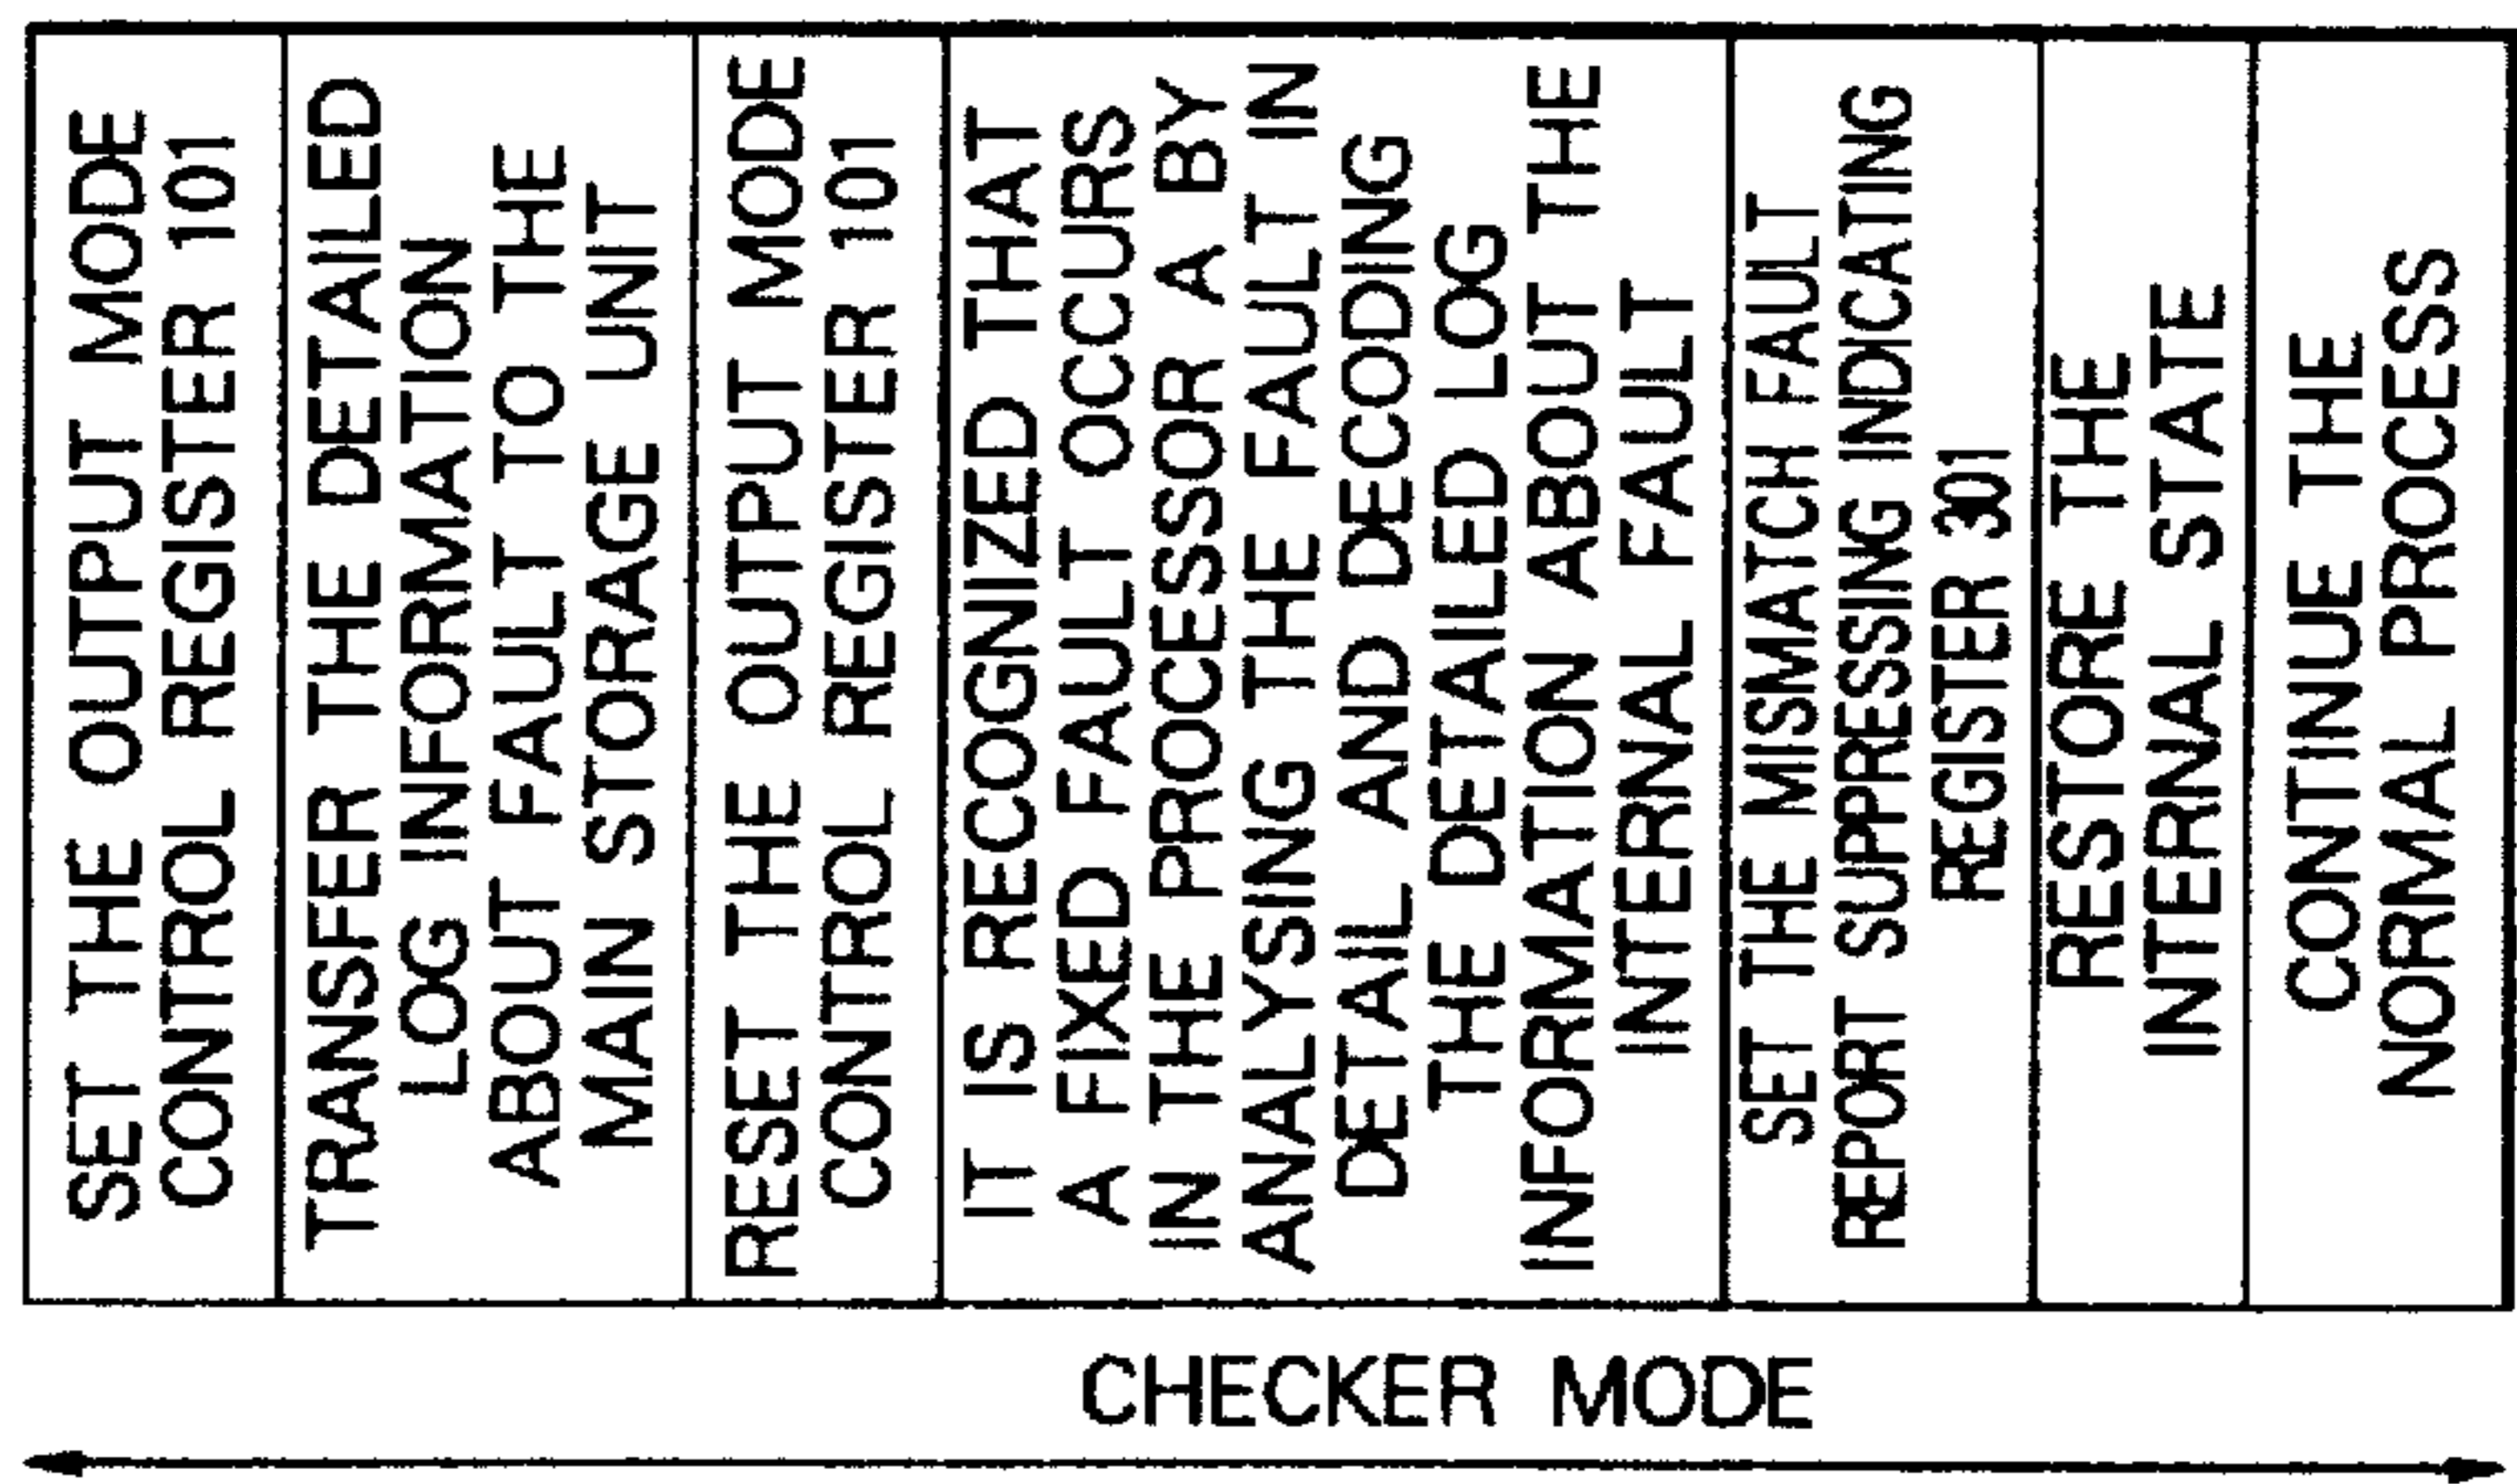 SET THE OUTPUT MODE
CONTROL REGISTER 101
TRANSFER THE DETAILED
LOG INFORMATION
ABOUT FAULT TO THE
MAIN STORAGE UNIT
RESET THE OUTPUT MODE
CONTROL REGISTER 101
IT IS RECOGNIZED THAT
A FIXED FAULT OCCURS
IN THE PROCESSOR A BY
ANALYSING THE FAULT IN
DETAIL AND DECODING
THE DETAILED LOG
INFORMATION ABOUT THE
INTERNAL FAULT
SET THE MISMATCH FAULT
REPORT SUPPRESSING INDICATING
REGISTER 301
RESTORE THE
INTERNAL STATE
CONTINUE THE
NORMAL PROCESS
CHECKER MODE